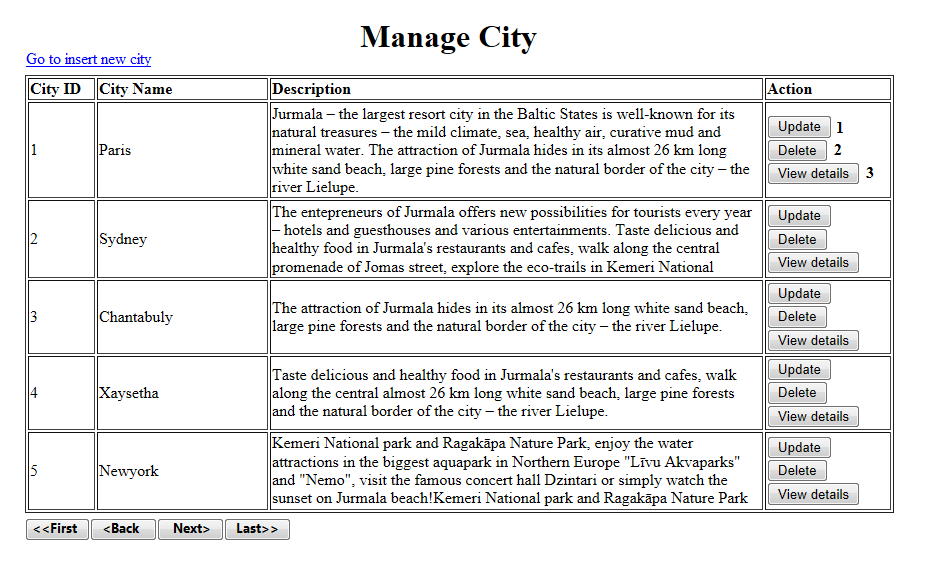 Manage City
Go to insert new city
City ID City Name Description Action
1 Paris
Jurmala – the largest resort city in the Baltic States is well-known for its
natural treasures – the mild climate, sea, healthy air, curative mud and
mineral water. The attraction of Jurmala hides in its almost 26 km long
white sand beach, large pine forests and the natural border of the city – the
river Lielupe.
Update 1
Delete 2
View details 3
2 Sydney
The entepreneurs of Jurmala offers new possibilities for tourists every year
– hotels and guesthouses and various entertainments. Taste delicious and
healthy food in Jurmala's restaurants and cafes, walk along the central
promenade of Jomas street, explore the eco-trails in Kemeri National
Update
Delete
View details
3 Chantabuly
The attraction of Jurmala hides in its almost 26 km long white sand beach,
large pine forests and the natural border of the city – the river Lielupe.
Update
Delete
View details
4 Xaysetha
Taste delicious and healthy food in Jurmala's restaurants and cafes, walk
along the central almost 26 km long white sand beach, large pine forests
and the natural border of the city – the river Lielupe.
Update
Delete
View details
5 Newyork
Kemeri National park and Ragakāpa Nature Park, enjoy the water
attractions in the biggest aquapark in Northern Europe "Līvu Akvaparks"
and "Nemo", visit the famous concert hall Dzintari or simply watch the
sunset on Jurmala beach!Kemeri National park and Ragakāpa Nature Park
Update
Delete
View details
<<First <Back Next> Last>>